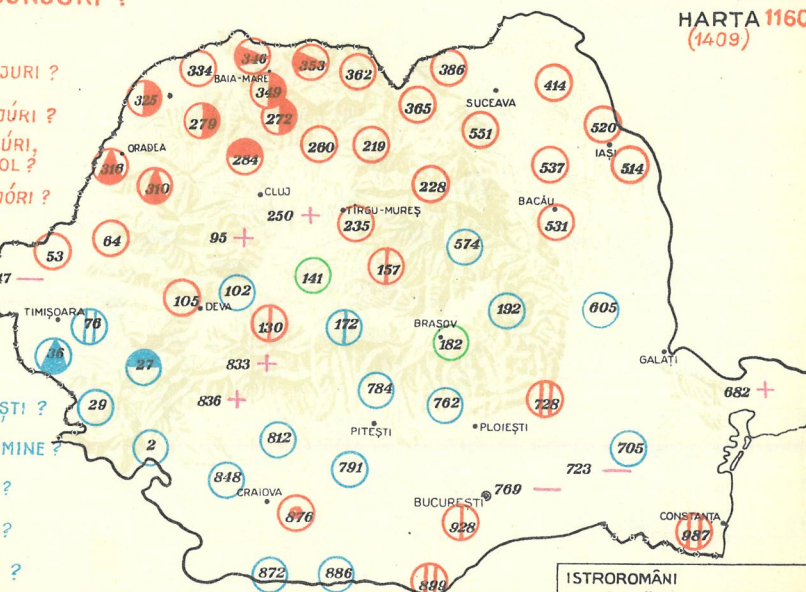 HARTA 1160
(1409)
JURI ?
JÚRI ?
ÚRI,
OL ?
ÓRI ?
346
353
334
BAIA-MARE
362
386
325
349
414
365
SUCEAVA
279
272
551
520
ORADEA
284
260
219
IAȘI
316
537
514
310
228
CLUJ
BACĂU
250
TÎRGU-MUREȘ
235
531
95
64
574
53
157
47
141
102
105
DEVA
192
605
TIMIȘOARA
76
130
172
BRAȘOV
182
36
27
833
GALAȚI
784
682
836
29
762
728
ȘTI ?
PITEȘTI
PLOIEȘTI
812
2
MINE ?
705
791
723
848
?
CRAIOVA
BUCUREȘTI
769
876
928
CONSTANȚA
987
?
872
886
899
?
ISTROROMÂNI